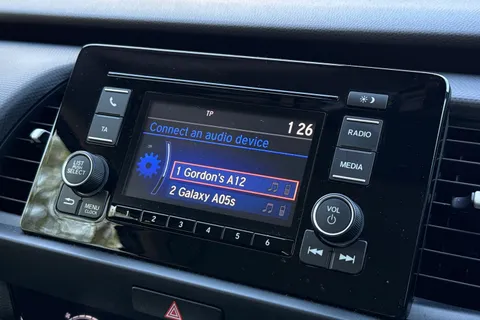 TP
1 26
Connect an audio device
1 Gordon's A12
2 Galaxy A05s
TA
LIST
AUDIO
SELECT
MENU
CLOCK
1 2 3 4 5 6
RADIO
MEDIA
VOL